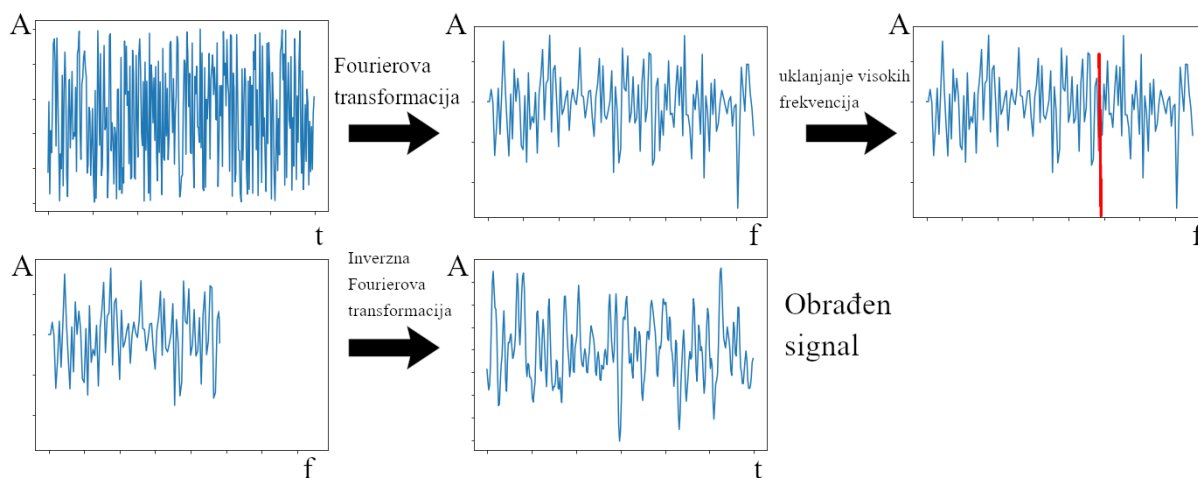 A
Fourierova
transformacija
t
A
f
uklanjanje visokih
frekvencija
A
f
A
f
Inverzna
Fourierova
transformacija
A
t
Obrađen
signal